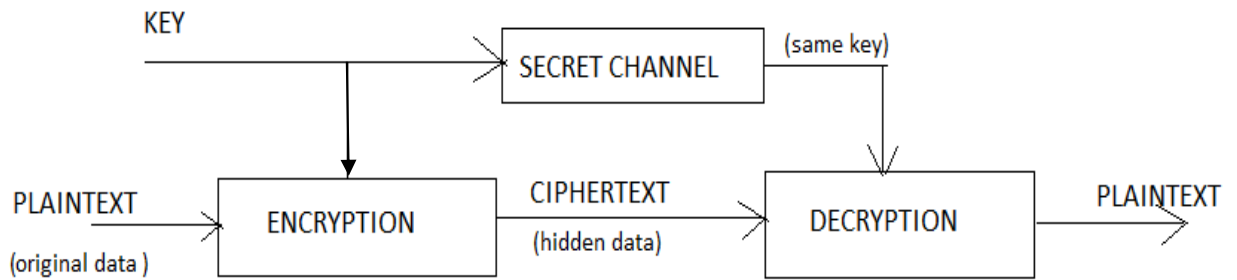 KEY
SECRET CHANNEL
(same key)
PLAINTEXT
(original data )
ENCRYPTION
CIPHERTEXT
(hidden data)
DECRYPTION
PLAINTEXT